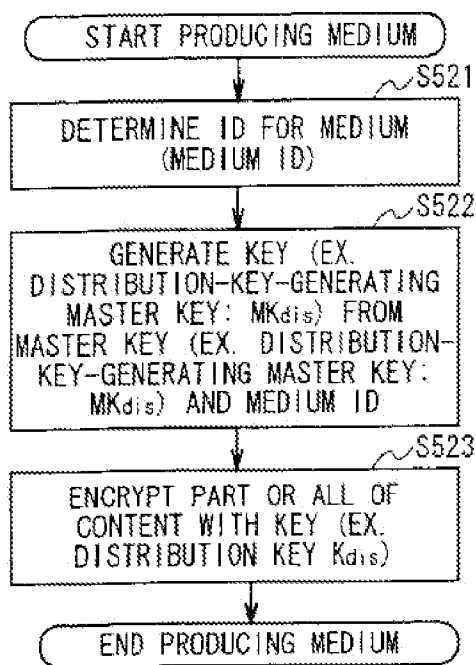 START PRODUCING MEDIUM
S521
DETERMINE ID FOR MEDIUM
(MEDIUM ID)
S522
GENERATE KEY (EX.
DISTRIBUTION-KEY-GENERATING
MASTER KEY: MKdis) FROM
MASTER KEY (EX. DISTRIBUTION-
KEY-GENERATING MASTER KEY:
MKdis) AND MEDIUM ID
S523
ENCRYPT PART OR ALL OF
CONTENT WITH KEY (EX.
DISTRIBUTION KEY Kdis)
END PRODUCING MEDIUM